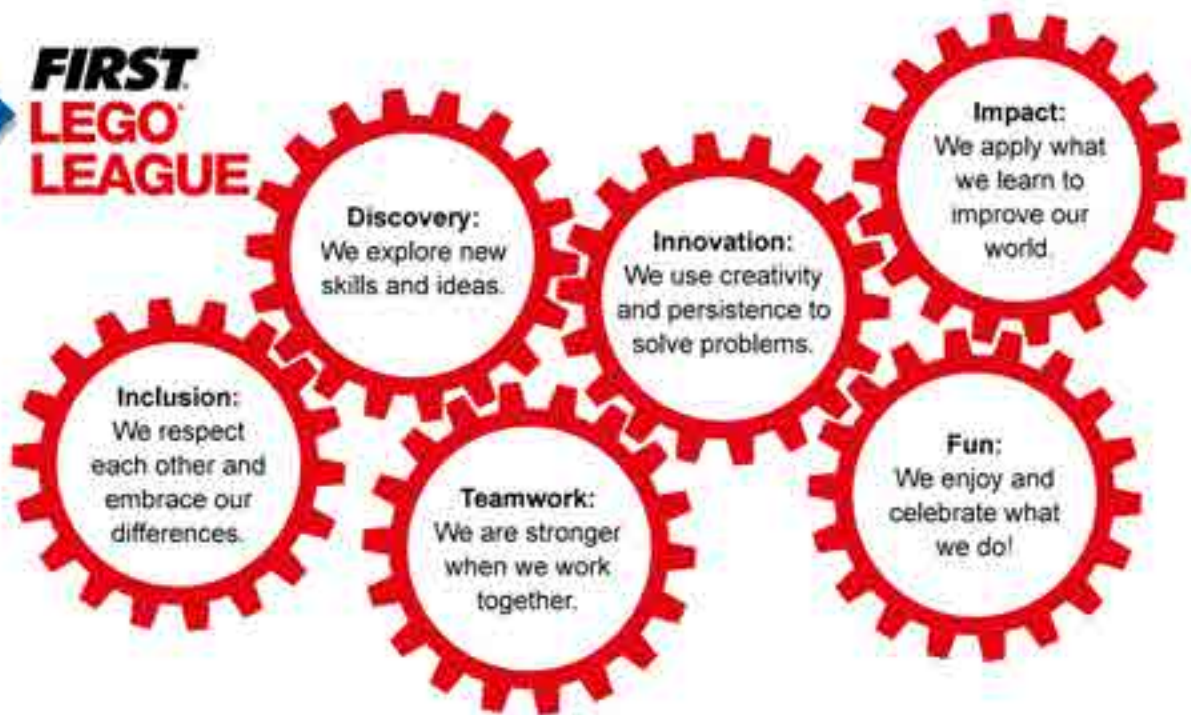 FIRST
LEGO
LEAGUE
Discovery:
We explore new
skills and ideas.
Innovation:
We use creativity
and persistence to
solve problems.
Impact:
We apply what
we learn to
improve our
world.
Inclusion:
We respect
each other and
embrace our
differences.
Teamwork:
We are stronger
when we work
together.
Fun:
We enjoy and
celebrate what
we do!